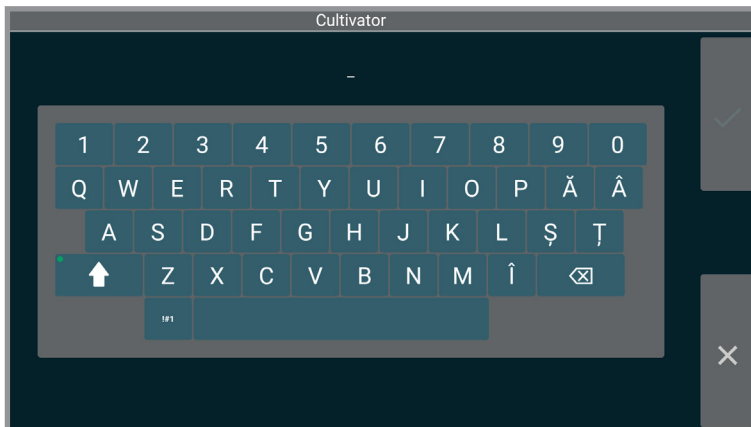 Cultivator
_
1 2 3 4 5 6 7 8 9 0
Q W E R T Y U I O P Ă Â
A S D F G H J K L Ș Ț
Z X C V B N M Î
!#1